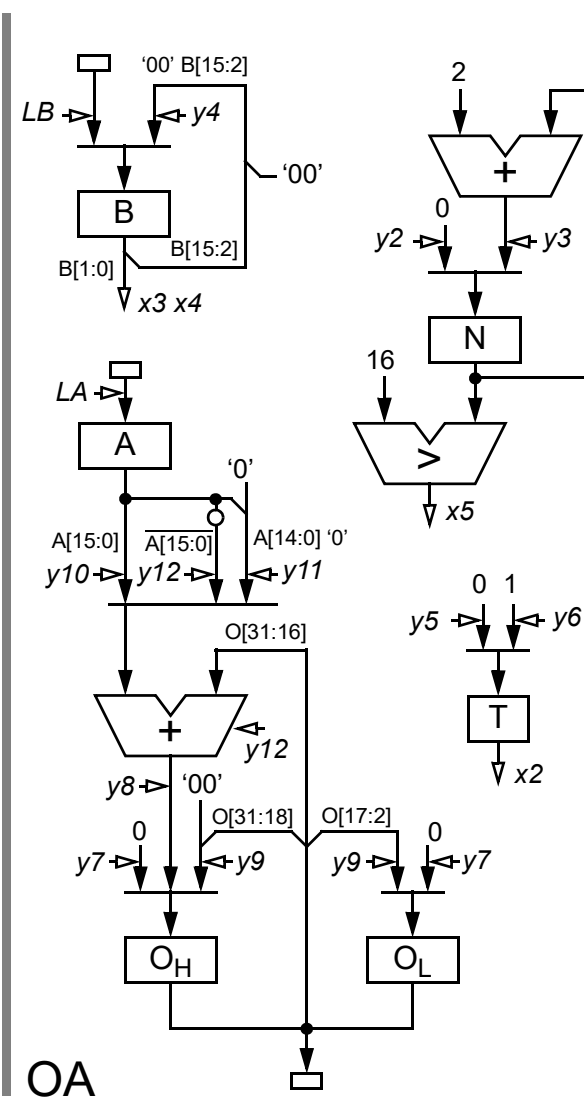 '00' B[15:2]
LB
y4
'00'
B
B[15:2]
B[1:0]
x3 x4
2
+
0
y2
y3
N
16
>
x5
LA
A
'0'
A[15:0]
A[15:0]
A[14:0] '0'
y10
y12
y11
O[31:16]
+
y12
0 1
y5
y6
T
x2
y8
'00'
O[31:18]
O[17:2]
0
0
y7
y9
y9
y7
OH
OL
OA